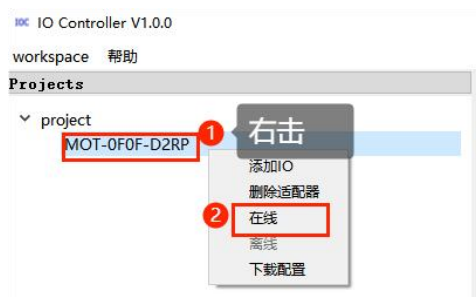 IOC IO Controller V1.0.0
workspace 帮助
Projects
project
MOT-0F0F-D2RP
1 右击
添加IO
删除适配器
2 在线
离线
下载配置